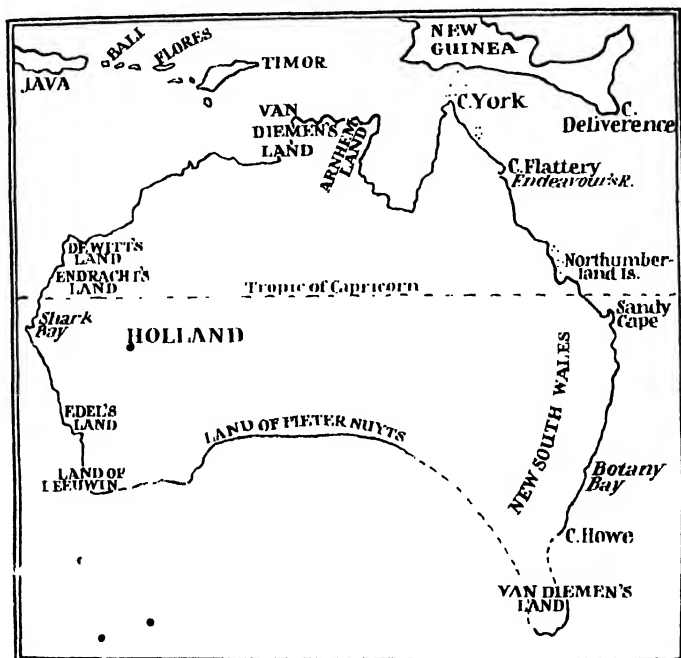 JAVA
BALI
FLORES
TIMOR
NEW
GUINEA
C. York
C.
Deliverence
VAN
DIEMEN'S
LAND
ARNHEM
LAND
C. Flattery
Endeavour's R.
DEWITT'S
LAND
ENDRACHT'S
LAND
Northumber-
land Is.
Tropic of Capricorn
Shark
Bay
HOLLAND
Sandy
Cape
NEW SOUTH WALES
EDEL'S
LAND
LAND OF PIETER NUYTS
LAND OF
LEEUWIN
Botany
Bay
C. Howe
VAN DIEMEN'S
LAND